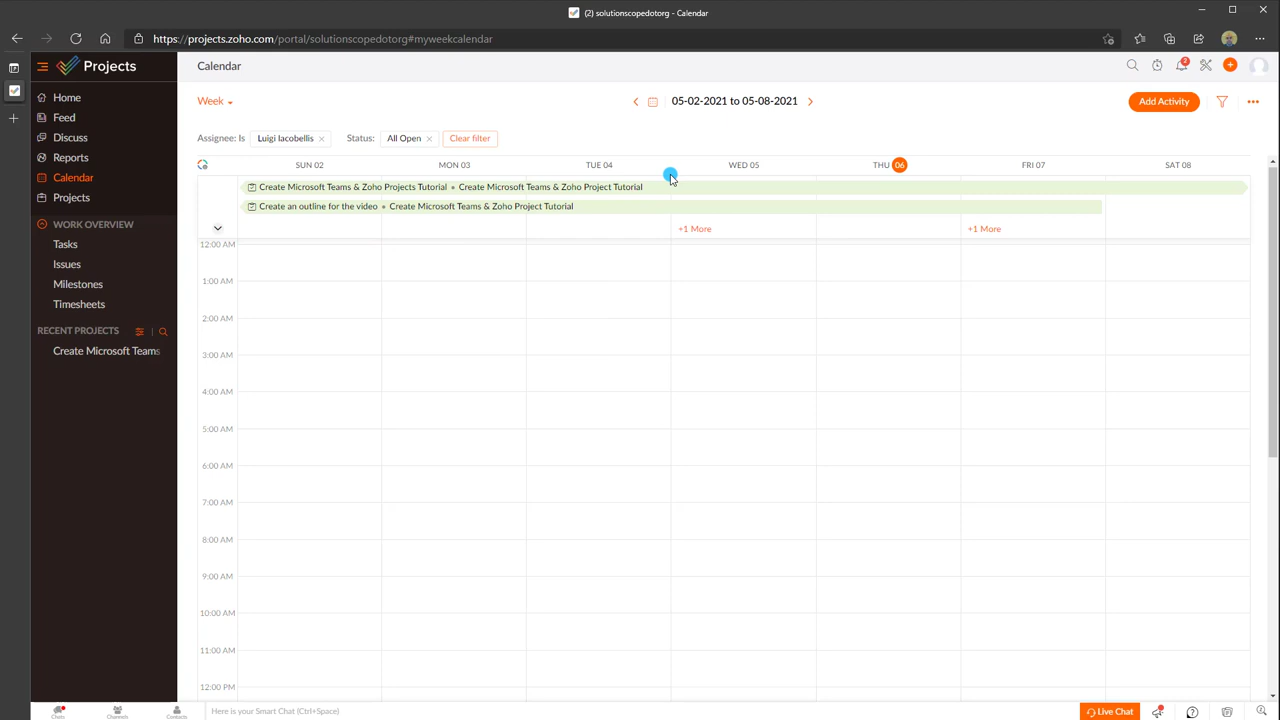 (2) solutionscopedotorg - Calendar
https://projects.zoho.com/portal/solutionscopedotorg#myweekcalendar
Projects
Home
Feed
Discuss
Reports
Calendar
Projects
WORK OVERVIEW
Tasks
Issues
Milestones
Timesheets
RECENT PROJECTS
Create Microsoft Teams
Calendar
2
Week
05-02-2021 to 05-08-2021
Add Activity
Assignee: Is Luigi Iacobellis Status: All Open Clear filter
SUN 02 MON 03 TUE 04 WED 05 THU 06 FRI 07 SAT 08
Create Microsoft Teams & Zoho Projects Tutorial • Create Microsoft Teams & Zoho Project Tutorial
Create an outline for the video • Create Microsoft Teams & Zoho Project Tutorial
+1 More +1 More
12:00 AM
1:00 AM
2:00 AM
3:00 AM
4:00 AM
5:00 AM
6:00 AM
7:00 AM
8:00 AM
9:00 AM
10:00 AM
11:00 AM
12:00 PM
Chats Channels Contacts Here is your Smart Chat (Ctrl+Space) Live Chat